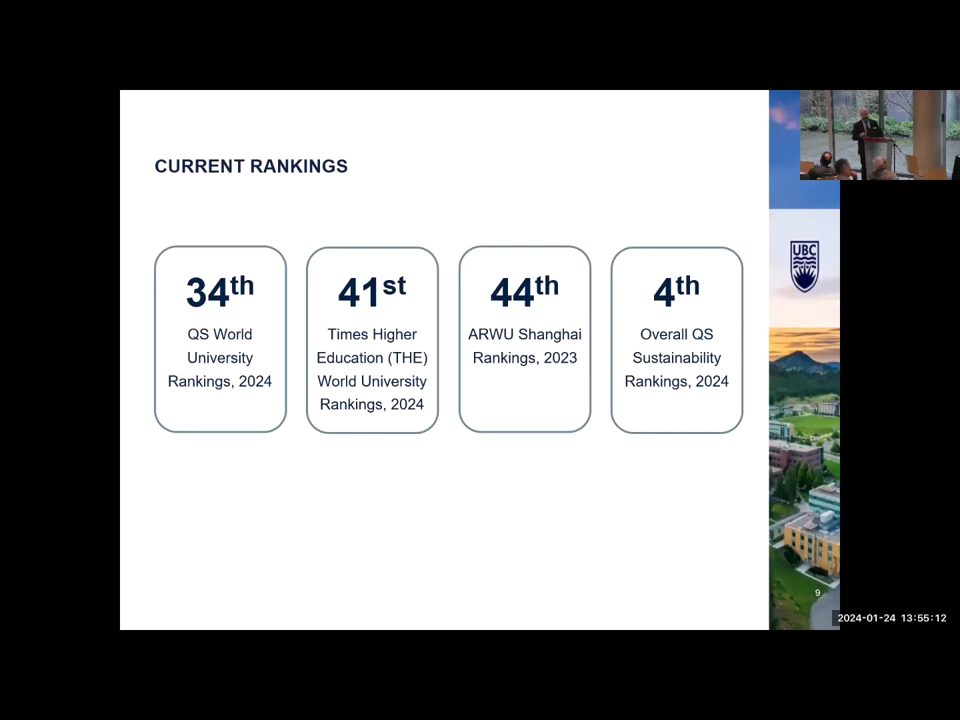 CURRENT RANKINGS
34th
QS World
University
Rankings, 2024
41st
Times Higher
Education (THE)
World University
Rankings, 2024
44th
ARWU Shanghai
Rankings, 2023
4th
Overall QS
Sustainability
Rankings, 2024
UBC
9
2024-01-24 13:55:12